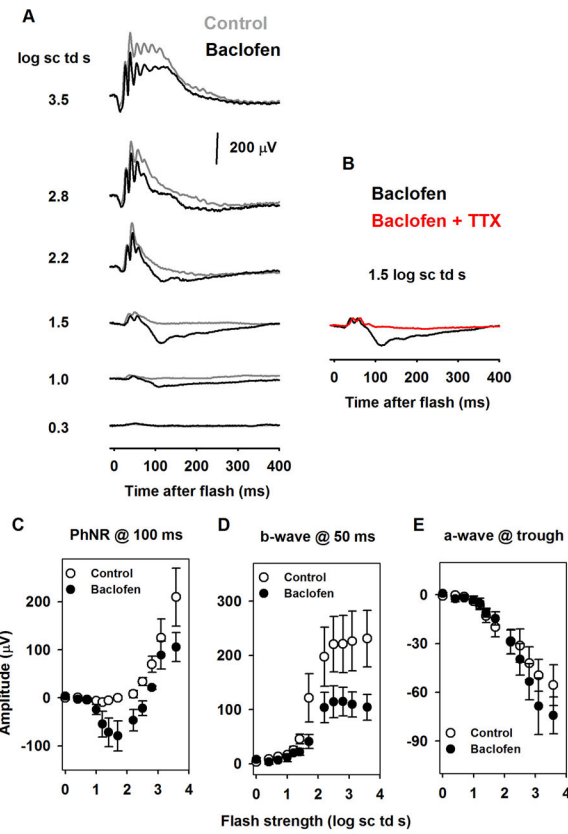 A
Control
Baclofen
log sc td s
3.5
200 µV
2.8
B
Baclofen
Baclofen + TTX
2.2
1.5 log sc td s
1.5
1.0
0 100 200 300 400
Time after flash (ms)
0.3
0 100 200 300 400
Time after flash (ms)
C PhNR @ 100 ms
D b-wave @ 50 ms
E a-wave @ trough
Control
Baclofen
200
100
0
-100
0 1 2 3 4
Control
Baclofen
300
200
100
0
0 1 2 3 4
0
-30
-60
-90
Control
Baclofen
0 1 2 3 4
Amplitude (µV)
Flash strength (log sc td s)